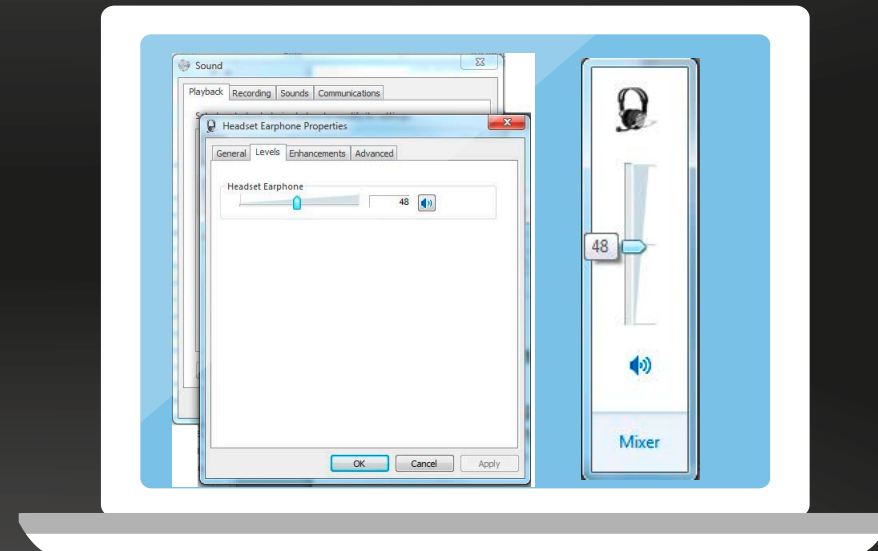 Sound
Playback Recording Sounds Communications
Headset Earphone Properties
General Levels Enhancements Advanced
Headset Earphone
48
OK Cancel Apply
48
Mixer